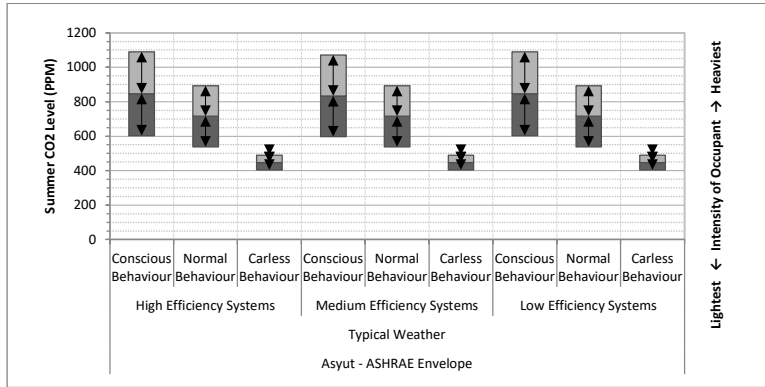 Summer CO2 Level (PPM)
1200
1000
800
600
400
200
0
Conscious Behaviour
Normal Behaviour
Carless Behaviour
Conscious Behaviour
Normal Behaviour
Carless Behaviour
Conscious Behaviour
Normal Behaviour
Carless Behaviour
High Efficiency Systems
Medium Efficiency Systems
Low Efficiency Systems
Typical Weather
Asyut - ASHRAE Envelope
Lightest ← Intensity of Occupant → Heaviest